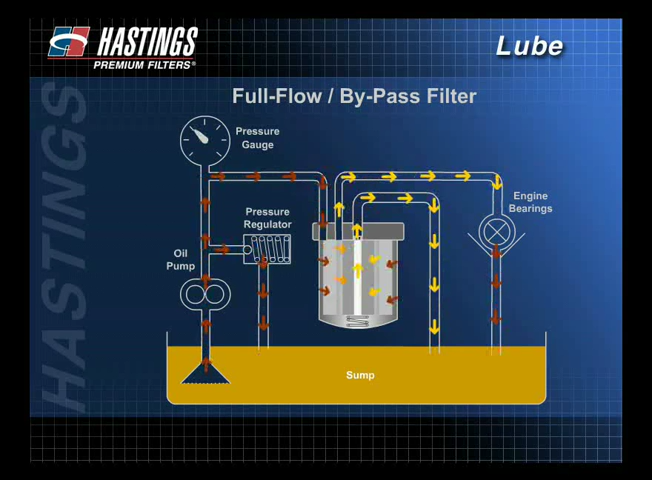 HASTINGS
PREMIUM FILTERS®
Lube
HASTINGS
Full-Flow / By-Pass Filter
Pressure
Gauge
Engine
Bearings
Pressure
Regulator
Oil
Pump
Sump